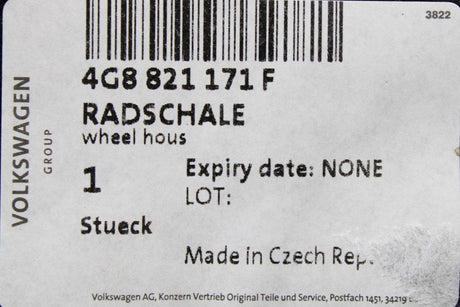 3822
4G8 821 171 F
RADSCHALE
wheel hous
1
Expiry date: NONE
LOT:
Stueck
Made in Czech
Volkswagen AG, Konzern Vertrieb Original Teile und Service, Postfach 1451, 34219
VOLKSWAGEN
GROUP